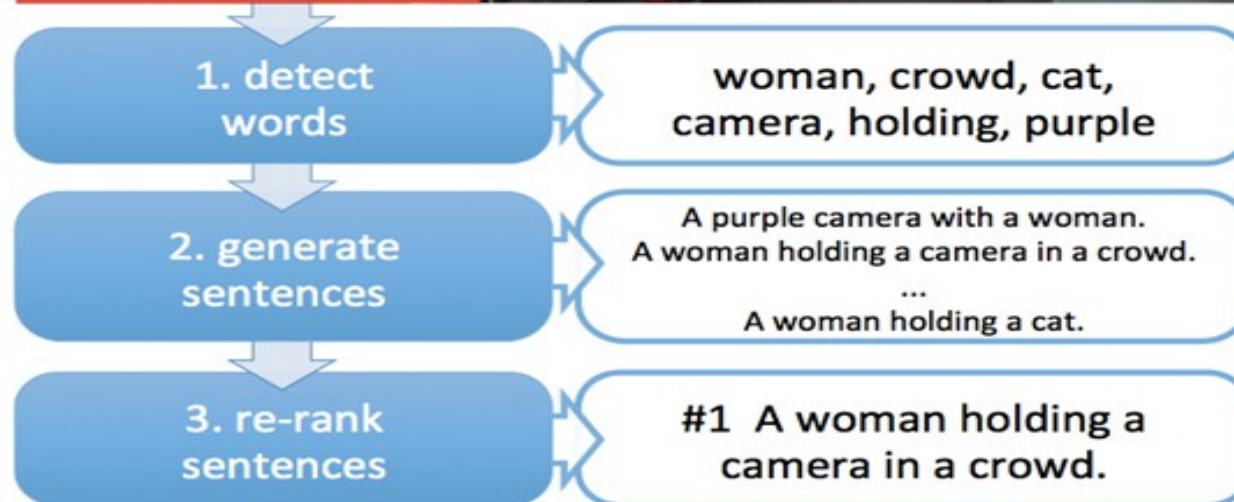 1. detect
words
woman, crowd, cat,
camera, holding, purple
2. generate
sentences
A purple camera with a woman.
A woman holding a camera in a crowd.
...
A woman holding a cat.
3. re-rank
sentences
#1 A woman holding a
camera in a crowd.